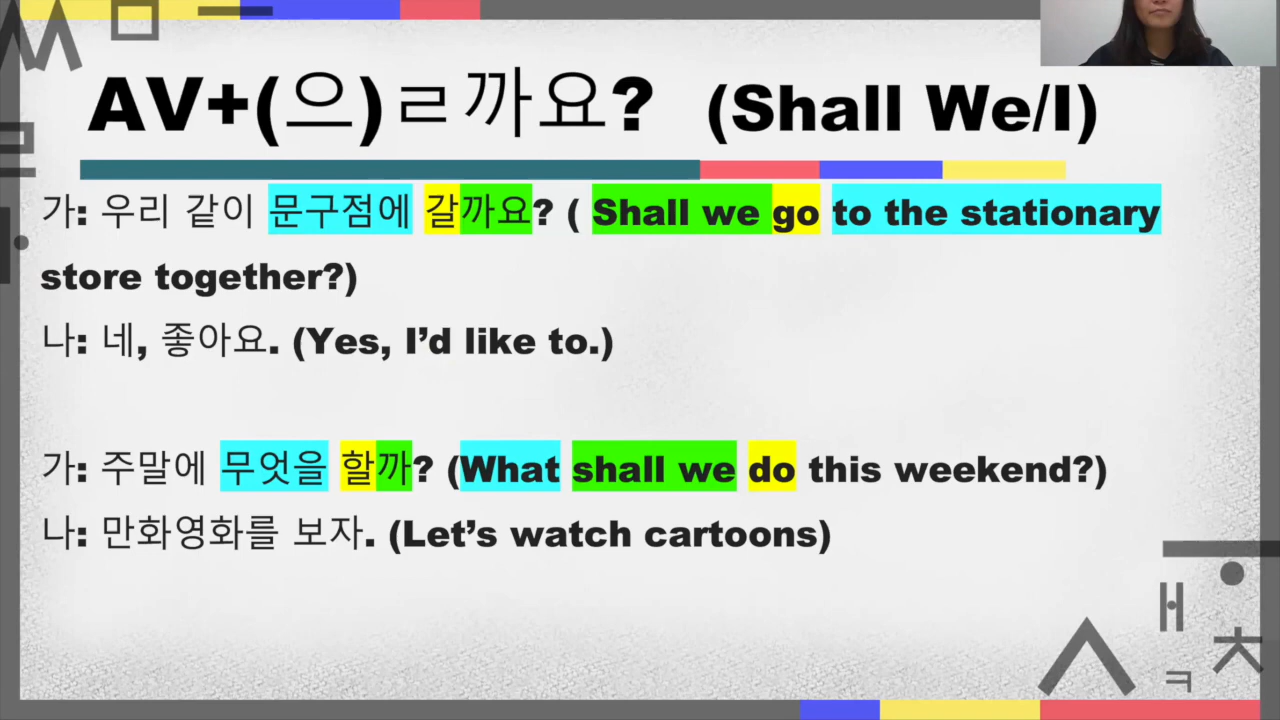 AV+(으)ㄹ까요? (Shall We/I)
가: 우리 같이 문구점에 갈까요? ( Shall we go to the stationary
store together?)
나: 네, 좋아요. (Yes, I’d like to.)
가: 주말에 무엇을 할까? (What shall we do this weekend?)
나: 만화영화를 보자. (Let’s watch cartoons)